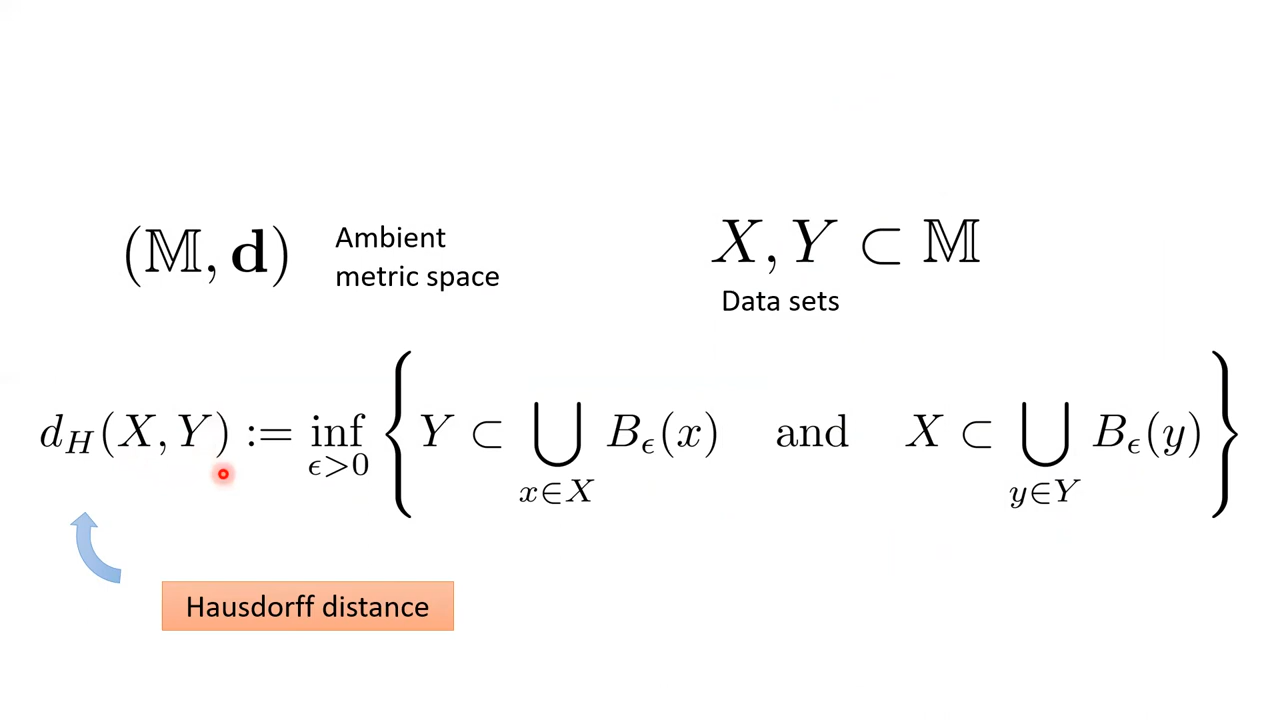 (𝕄, 𝐝)
Ambient
metric space
X, Y ⊂ 𝕄
Data sets
d_H(X, Y) := inf_{ϵ>0} { Y ⊂ ⋃_{x∈X} B_ϵ(x) and X ⊂ ⋃_{y∈Y} B_ϵ(y) }
Hausdorff distance